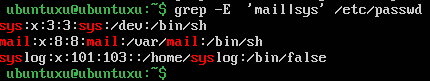 ubuntuxu@ubuntuxu:~$ grep -E 'mail|sys' /etc/passwd
sys:x:3:3:sys:/dev:/bin/sh
mail:x:8:8:mail:/var/mail:/bin/sh
syslog:x:101:103::/home/syslog:/bin/false
ubuntuxu@ubuntuxu:~$